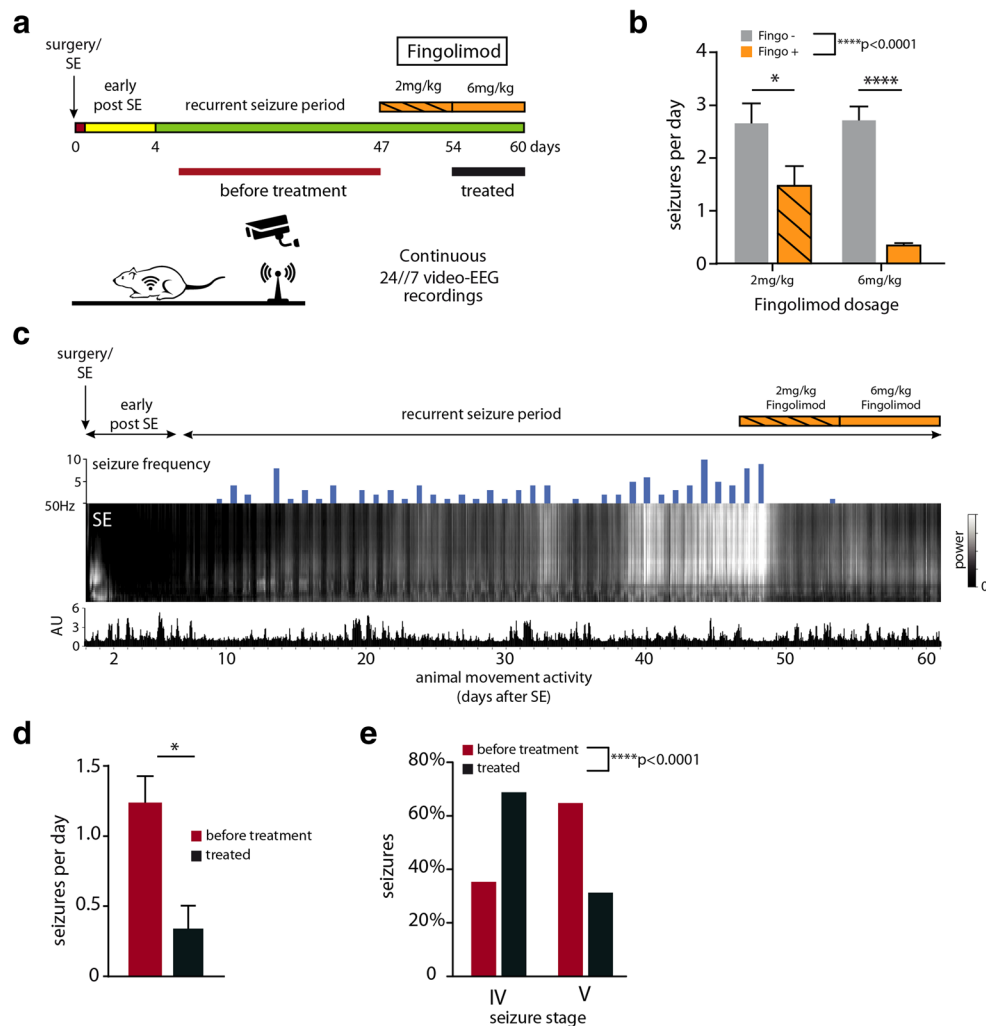 a
surgery/
SE
early
post SE
recurrent seizure period
Fingolimod
2mg/kg
6mg/kg
0
4
47
54
60 days
before treatment
treated
Continuous
24//7 video-EEG
recordings
b
Fingo -
Fingo +
****p<0.0001
*
****
seizures per day
4
3
2
1
0
2mg/kg
6mg/kg
Fingolimod dosage
c
surgery/
SE
early
post SE
recurrent seizure period
2mg/kg
Fingolimod
6mg/kg
Fingolimod
10
5
seizure frequency
50Hz
SE
power
0
AU
6
3
0
2
10
20
30
40
50
60
animal movement activity
(days after SE)
d
*
seizures per day
1.5
1.0
0.5
0
before treatment
treated
e
before treatment
treated
****p<0.0001
seizures
80%
60%
40%
20%
0
IV
V
seizure stage